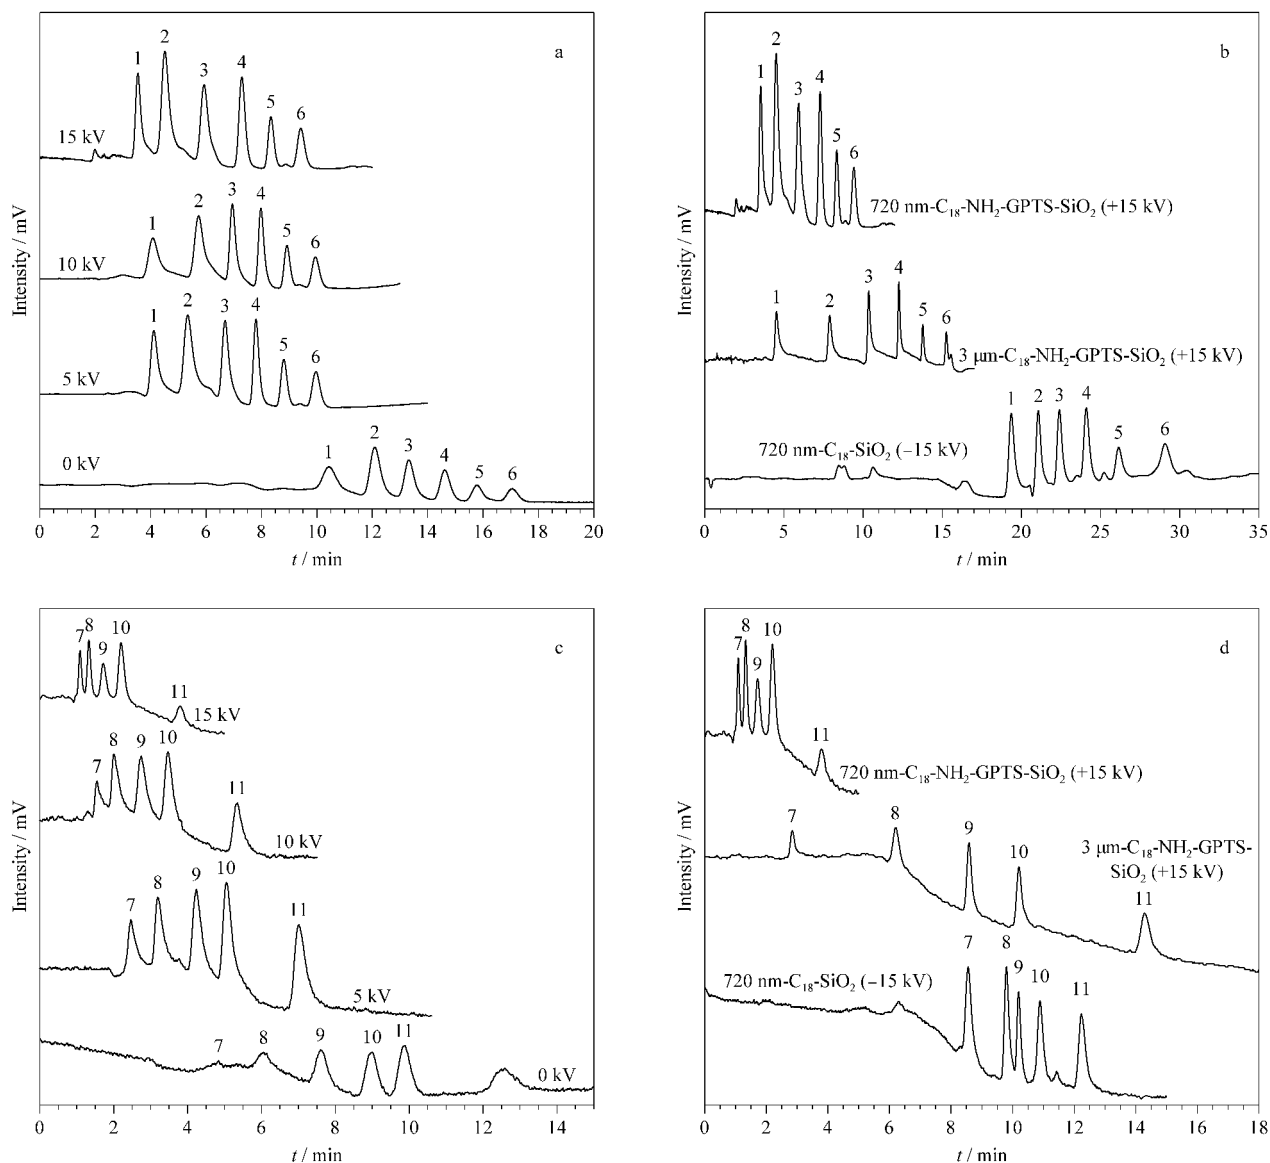 a
1 2 3 4 5 6
15 kV
1 2 3 4 5 6
10 kV
1 2 3 4 5 6
5 kV
1 2 3 4 5 6
0 kV
Intensity / mV
0 2 4 6 8 10 12 14 16 18 20
t / min
b
1 2 3 4 5 6
720 nm-C₁₈-NH₂-GPTS-SiO₂ (+15 kV)
1 2 3 4 5 6
3 μm-C₁₈-NH₂-GPTS-SiO₂ (+15 kV)
1 2 3 4 5 6
720 nm-C₁₈-SiO₂ (−15 kV)
Intensity / mV
0 5 10 15 20 25 30 35
t / min
c
7 8 9 10 11
15 kV
7 8 9 10 11
10 kV
7 8 9 10 11
5 kV
7 8 9 10 11
0 kV
Intensity / mV
0 2 4 6 8 10 12 14
t / min
d
7 8 9 10 11
720 nm-C₁₈-NH₂-GPTS-SiO₂ (+15 kV)
7 8 9 10 11
3 μm-C₁₈-NH₂-GPTS-
SiO₂ (+15 kV)
7 8 9 10 11
720 nm-C₁₈-SiO₂ (−15 kV)
Intensity / mV
0 2 4 6 8 10 12 14 16 18
t / min